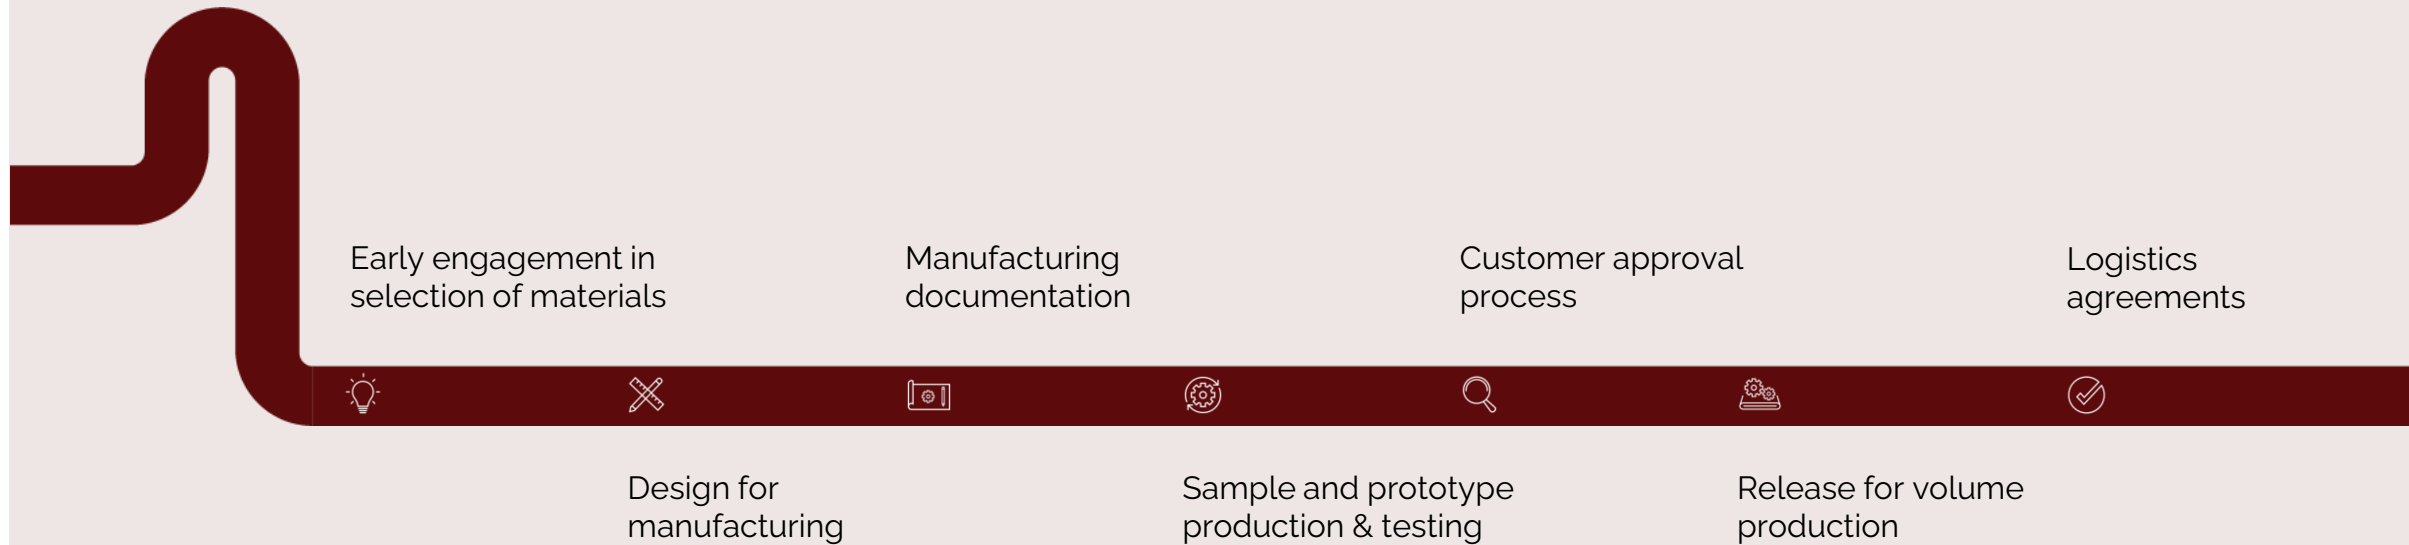 Early engagement in
selection of materials
Design for
manufacturing
Manufacturing
documentation
Sample and prototype
production & testing
Customer approval
process
Release for volume
production
Logistics
agreements